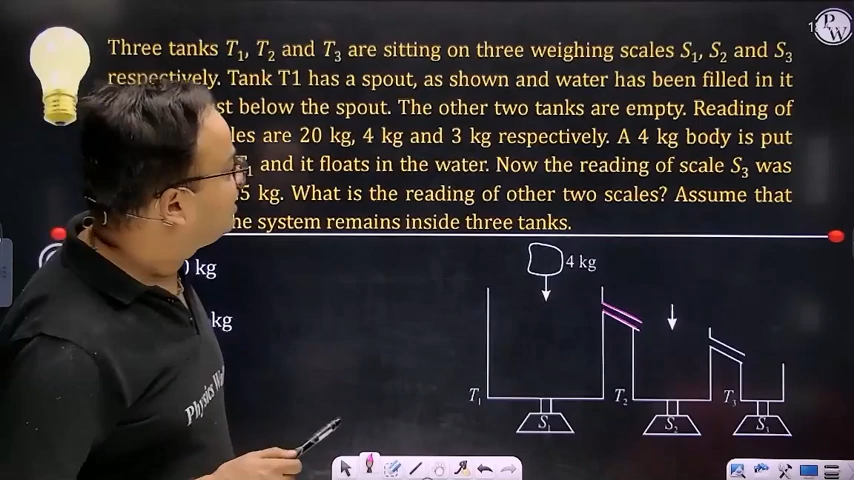 Three tanks T₁, T₂ and T₃ are sitting on three weighing scales S₁, S₂ and S₃
respectively. Tank T1 has a spout, as shown and water has been filled in it
below the spout. The other two tanks are empty. Reading of
are 20 kg, 4 kg and 3 kg respectively. A 4 kg body is put
and it floats in the water. Now the reading of scale S₃ was
5 kg. What is the reading of other two scales? Assume that
the system remains inside three tanks.
kg
kg
4 kg
T₁
T₂
T₃
S₁
S₂
S₃
Physics
PW